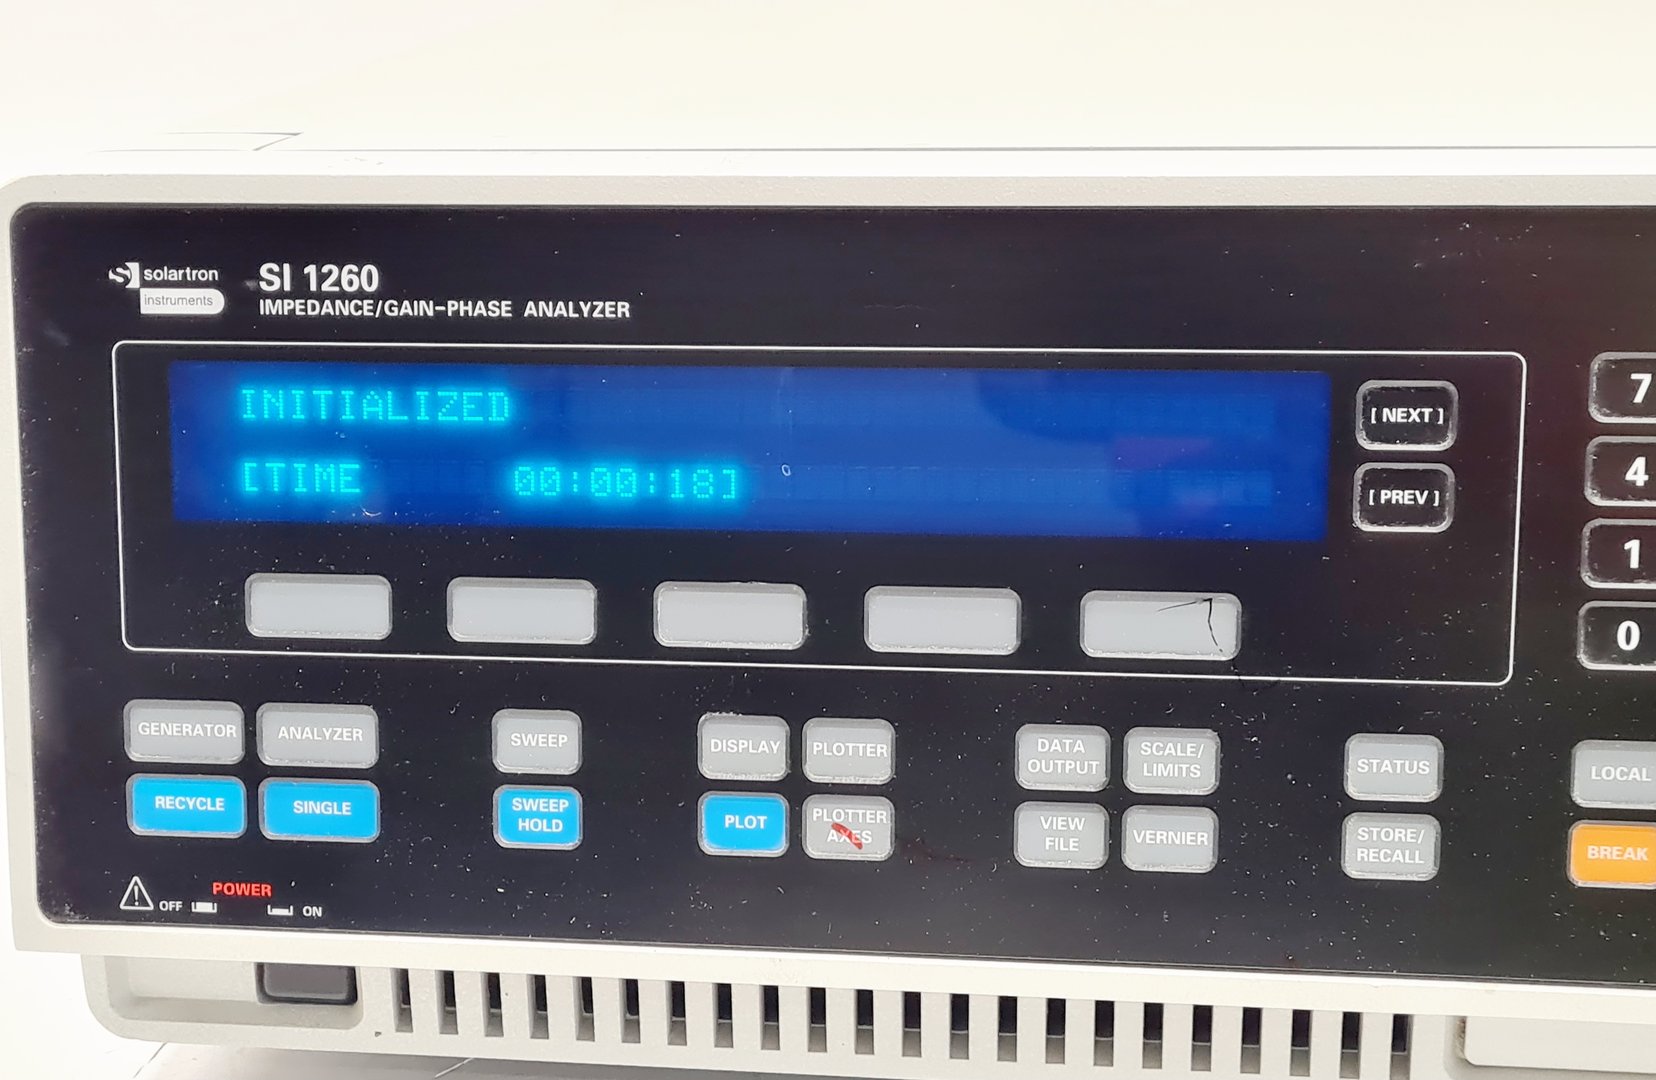 solartron
instruments
SI 1260
IMPEDANCE/GAIN-PHASE ANALYZER
INITIALIZED
[TIME 00:00:18]
[ NEXT ]
[ PREV ]
7
4
1
0
GENERATOR
ANALYZER
SWEEP
DISPLAY
PLOTTER
DATA
OUTPUT
SCALE/
LIMITS
STATUS
LOCAL
RECYCLE
SINGLE
SWEEP
HOLD
PLOT
PLOTTER
AXES
VIEW
FILE
VERNIER
STORE/
RECALL
BREAK
POWER
OFF
ON